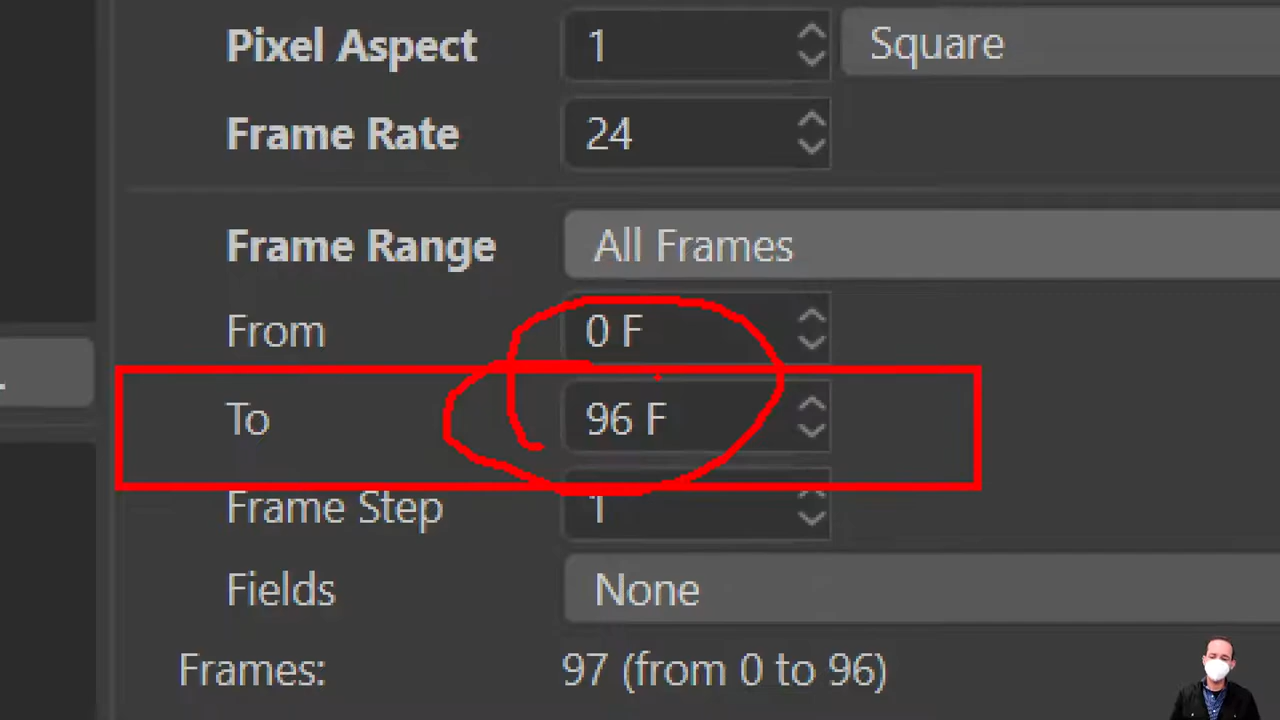 Pixel Aspect 1 Square
Frame Rate 24
Frame Range All Frames
From 0 F
To 96 F
Frame Step 1
Fields None
Frames: 97 (from 0 to 96)